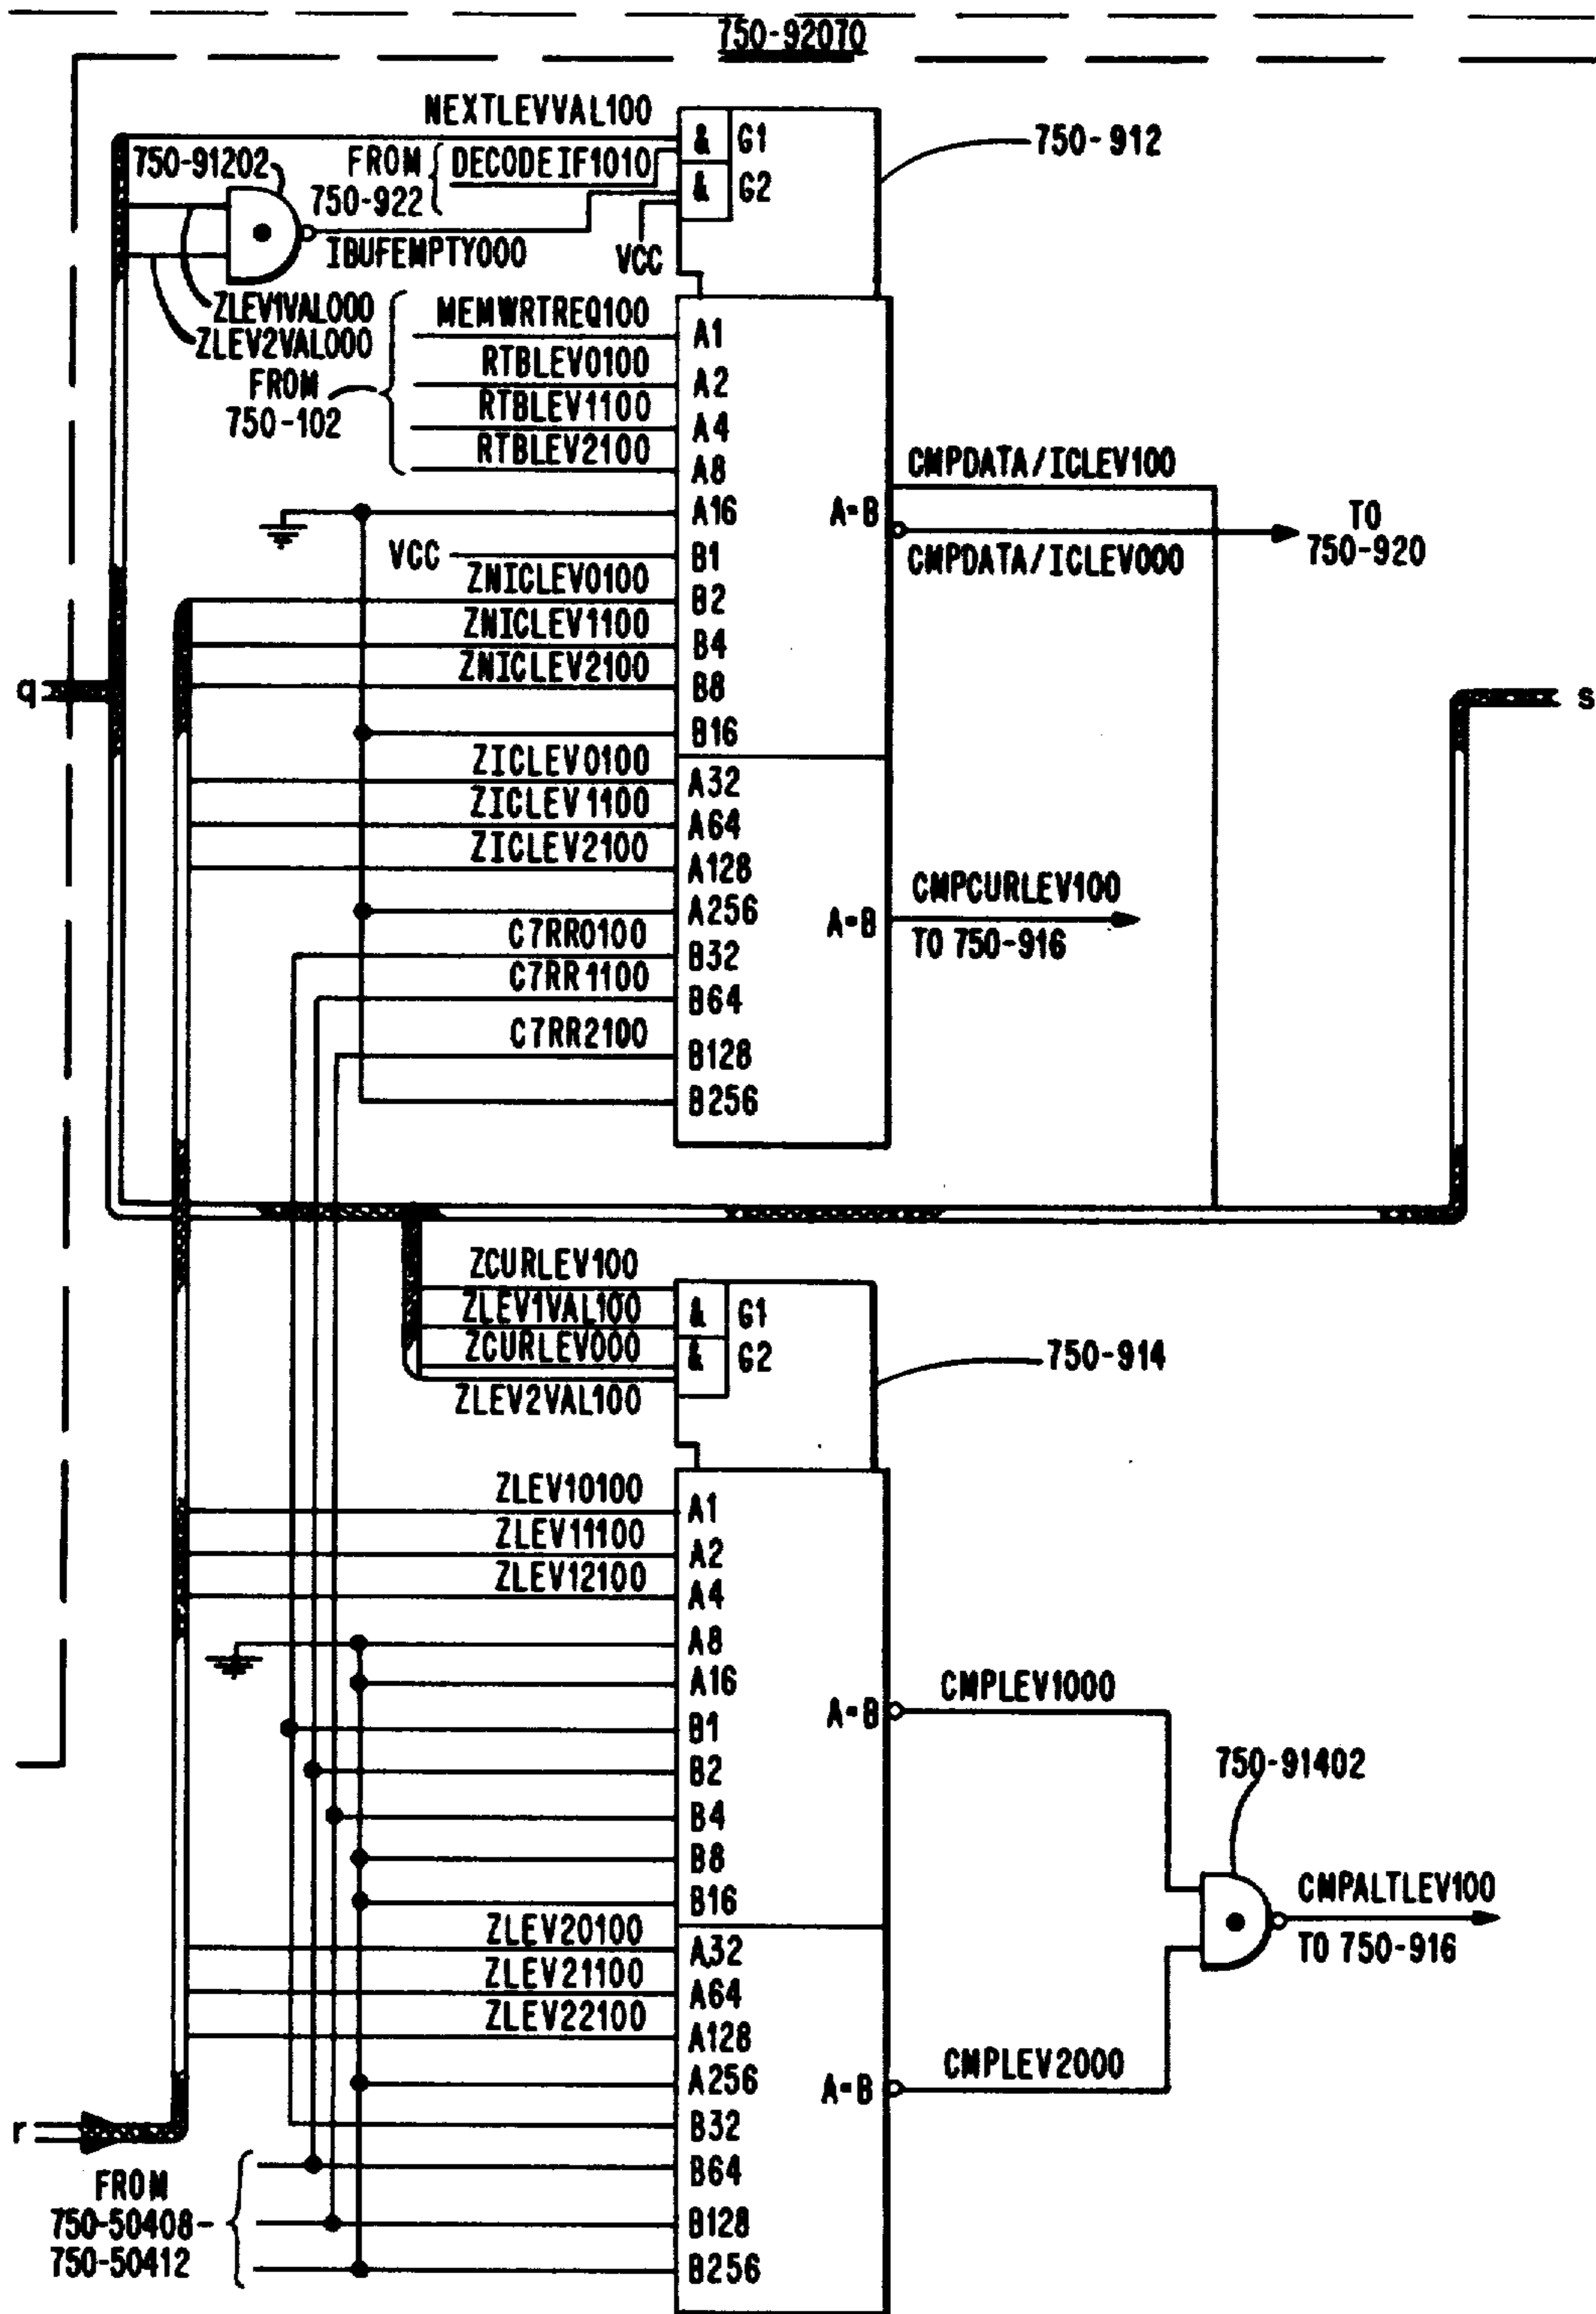 750-92070
NEXTLEVVAL100
& G1
750-912
750-91202
FROM
750-922
DECODEIF1010
& G2
IBUFEMPTY000
VCC
ZLEV1VAL000
ZLEV2VAL000
FROM
750-102
MEMWRTREQ100
A1
RTBLEV0100
A2
RTBLEV1100
A4
RTBLEV2100
A8
A16
A=B
CMPDATA/ICLEV100
CMPDATA/ICLEV000
TO
750-920
VCC
B1
ZNICLEV0100
B2
ZNICLEV1100
B4
ZNICLEV2100
B8
B16
q
s
ZICLEV0100
A32
ZICLEV1100
A64
ZICLEV2100
A128
A256
A=B
CMPCURLEV100
TO 750-916
C7RR0100
B32
C7RR1100
B64
C7RR2100
B128
B256
ZCURLEV100
ZLEV1VAL100
& G1
ZCURLEV000
& G2
ZLEV2VAL100
750-914
ZLEV10100
A1
ZLEV11100
A2
ZLEV12100
A4
A8
A16
A=B
CMPLEV1000
B1
B2
B4
B8
B16
750-91402
CMPALTLEV100
TO 750-916
ZLEV20100
A32
ZLEV21100
A64
ZLEV22100
A128
A256
A=B
CMPLEV2000
B32
B64
B128
B256
r
FROM
750-50408-
750-50412